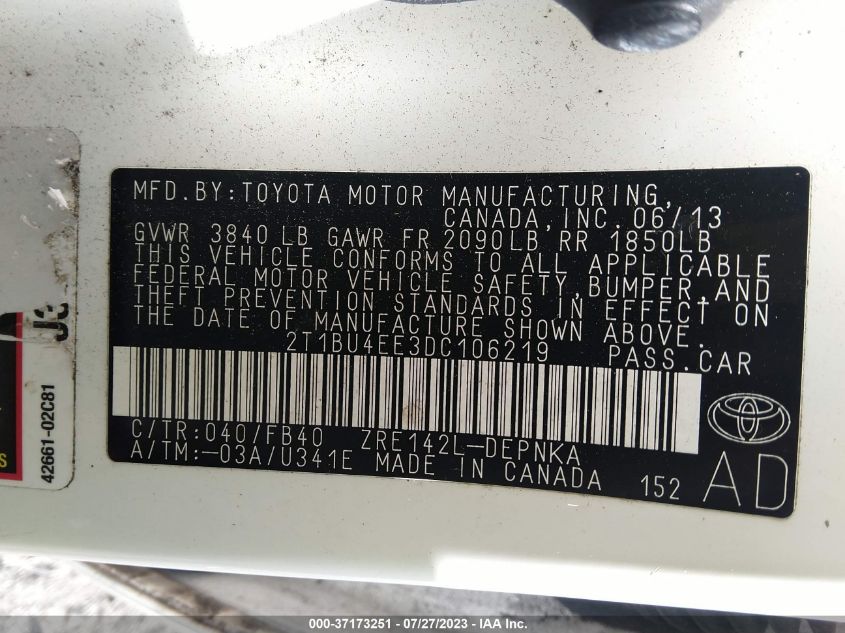 MFD.BY:TOYOTA MOTOR MANUFACTURING,
CANADA,INC. 06/13
GVWR 3840 LB GAWR FR 2090LB RR 1850LB
THIS VEHICLE CONFORMS TO ALL APPLICABLE
FEDERAL MOTOR VEHICLE SAFETY,BUMPER,AND
THEFT PREVENTION STANDARDS IN EFFECT ON
THE DATE OF MANUFACTURE SHOWN ABOVE.
2T1BU4EE3DC106219 PASS.CAR
C/TR:040/FB40 ZRE142L-DEPNKA
A/TM:-03A/U341E MADE IN CANADA 152 AD
42661-02C81
000-37173251 - 07/27/2023 - IAA Inc.